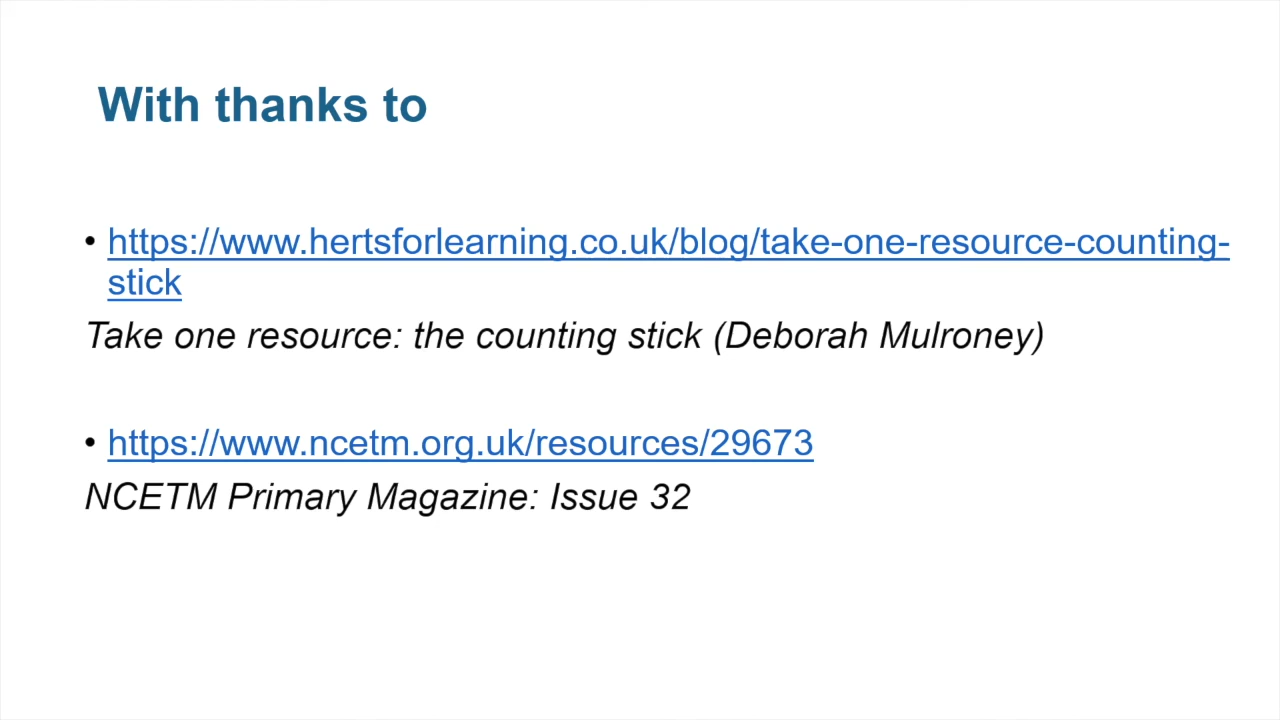 With thanks to
• https://www.hertsforlearning.co.uk/blog/take-one-resource-counting-
stick
Take one resource: the counting stick (Deborah Mulroney)
• https://www.ncetm.org.uk/resources/29673
NCETM Primary Magazine: Issue 32